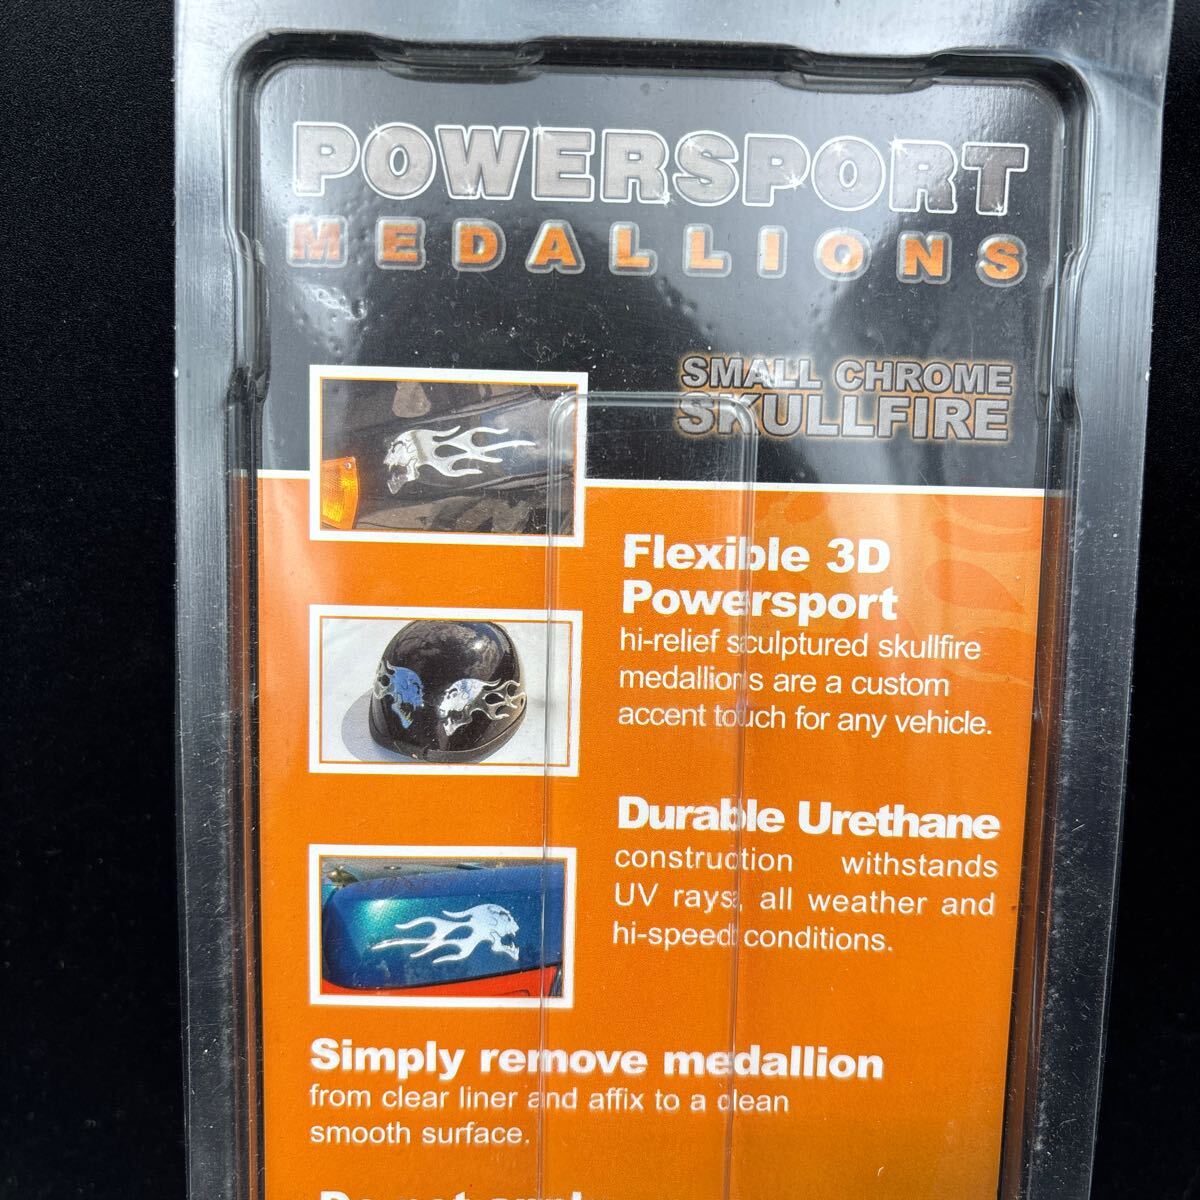 POWERSPORT
MEDALLIONS
SMALL CHROME
SKULLFIRE
Flexible 3D
Powersport
hi-relief sculptured skullfire
medallions are a custom
accent touch for any vehicle.
Durable Urethane
construction withstands
UV rays, all weather and
hi-speed conditions.
Simply remove medallion
from clear liner and affix to a clean
smooth surface.